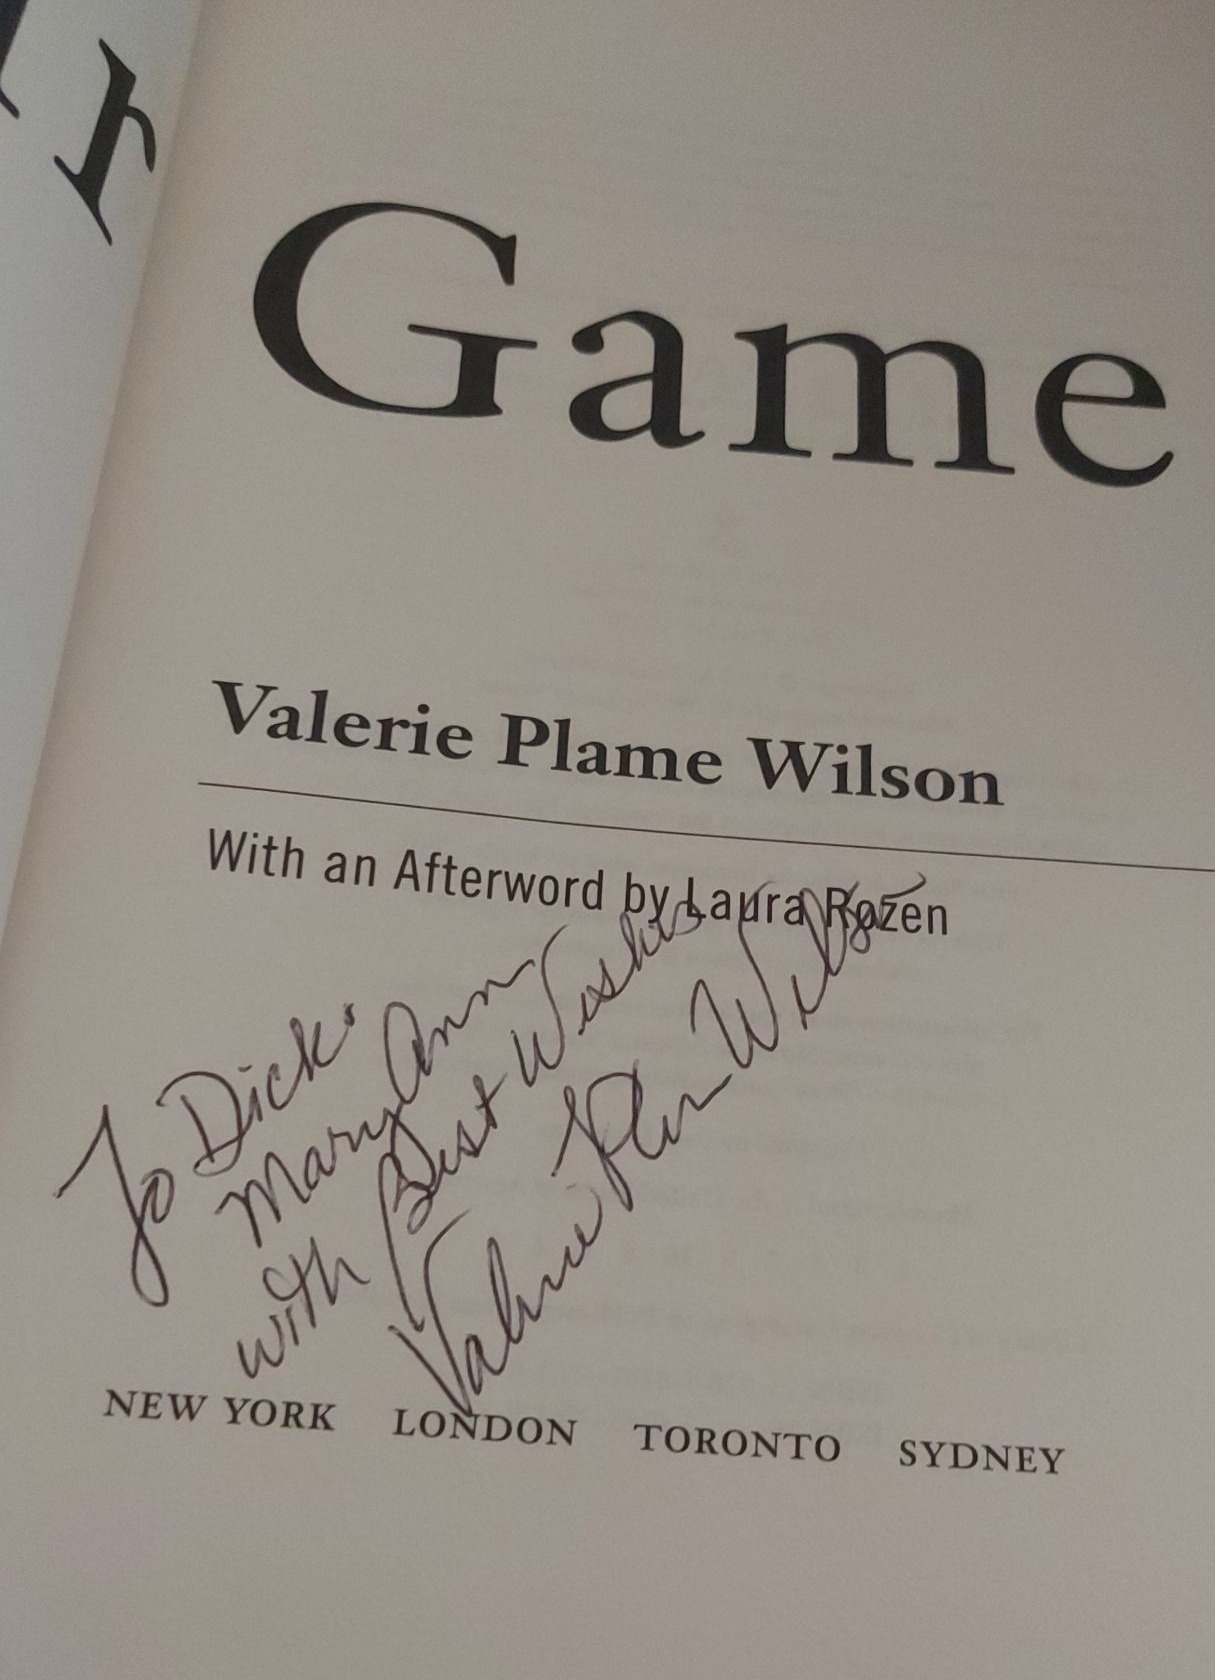 r
Game
Valerie Plame Wilson
With an Afterword by Laura Rozen
To Dick &
Mary Ann
with Best Wishes
Valerie Plame Wilson
NEW YORK LONDON TORONTO SYDNEY